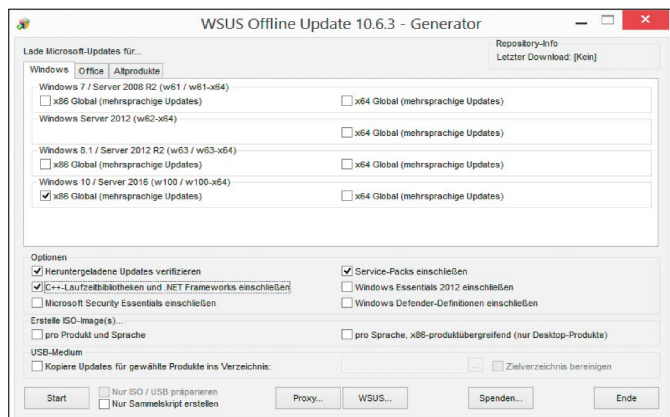 WSUS Offline Update 10.6.3 - Generator
Lade Microsoft-Updates für...
Repository-Info
Letzter Download: [Kein]
Windows Office Altprodukte
Windows 7 / Server 2008 R2 (w61 / w61-x64)
x86 Global (mehrsprachige Updates) x64 Global (mehrsprachige Updates)
Windows Server 2012 (w62-x64)
x64 Global (mehrsprachige Updates)
Windows 8.1 / Server 2012 R2 (w63 / w63-x64)
x86 Global (mehrsprachige Updates) x64 Global (mehrsprachige Updates)
Windows 10 / Server 2016 (w100 / w100-x64)
x86 Global (mehrsprachige Updates) x64 Global (mehrsprachige Updates)
Optionen
Heruntergeladene Updates verifizieren Service-Packs einschließen
C++-Laufzeitbibliotheken und .NET Frameworks einschließen Windows Essentials 2012 einschließen
Microsoft Security Essentials einschließen Windows Defender-Definitionen einschließen
Erstelle ISO-Image(s)...
pro Produkt und Sprache pro Sprache, x86-produktübergreifend (nur Desktop-Produkte)
USB-Medium
Kopiere Updates für gewählte Produkte ins Verzeichnis: ... Zielverzeichnis bereinigen
Start Nur ISO / USB präparieren Proxy... WSUS... Spenden... Ende
Nur Sammelskript erstellen